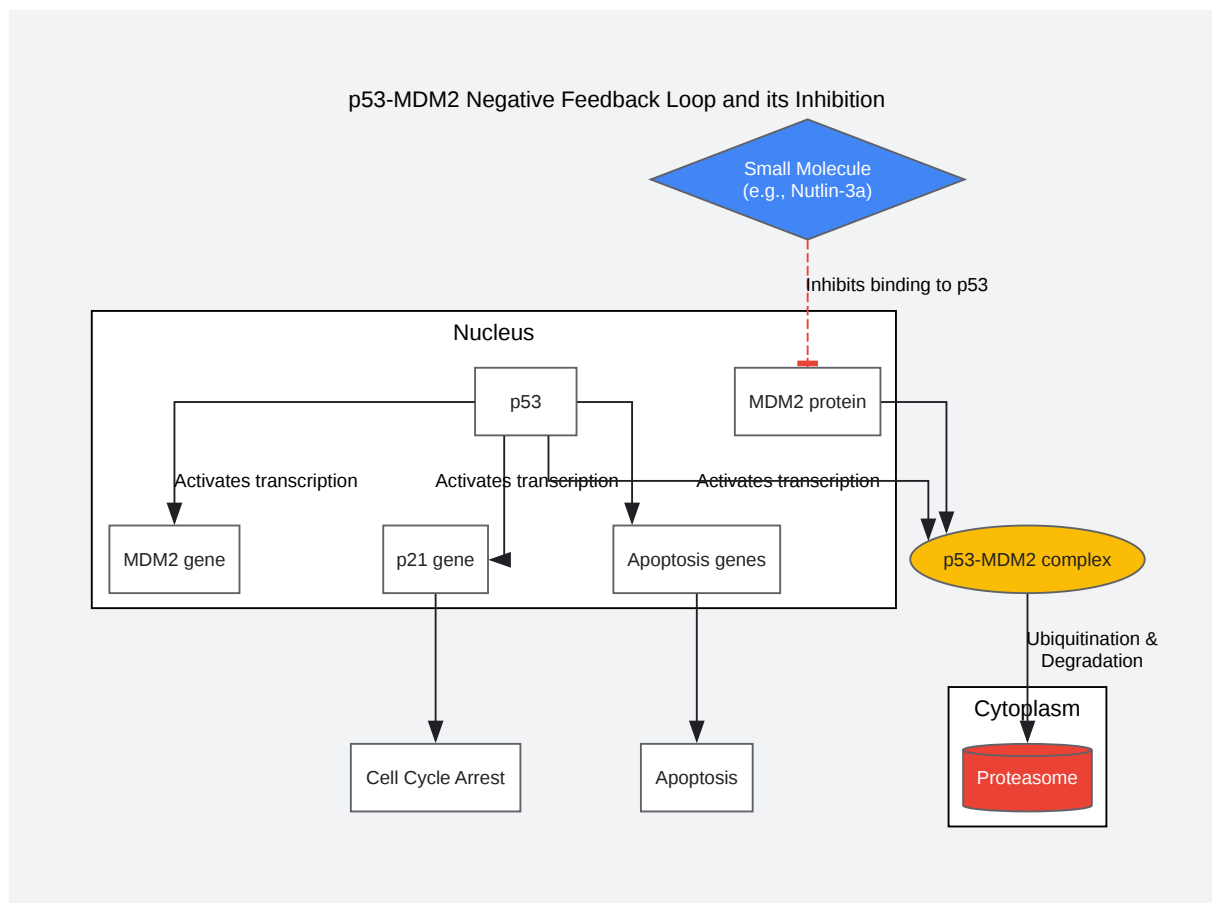 p53-MDM2 Negative Feedback Loop and its Inhibition
Small Molecule
(e.g., Nutlin-3a)
Inhibits binding to p53
Nucleus
p53
MDM2 protein
Activates transcription
Activates transcription
Activates transcription
MDM2 gene
p21 gene
Apoptosis genes
p53-MDM2 complex
Ubiquitination &
Degradation
Cytoplasm
Cell Cycle Arrest
Apoptosis
Proteasome